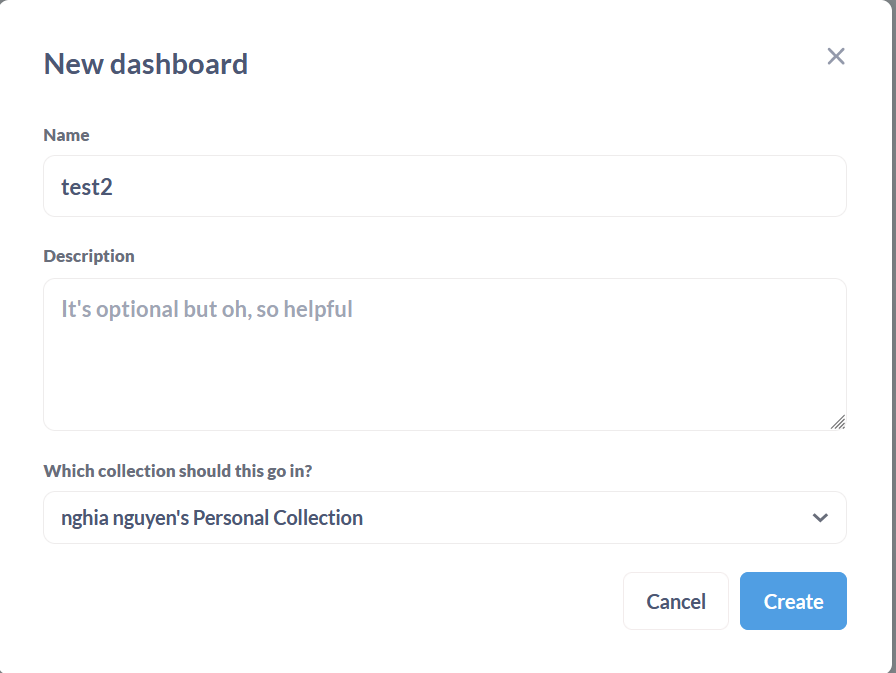 New dashboard
Name
test2
Description
It's optional but oh, so helpful
Which collection should this go in?
nghia nguyen's Personal Collection
Cancel Create